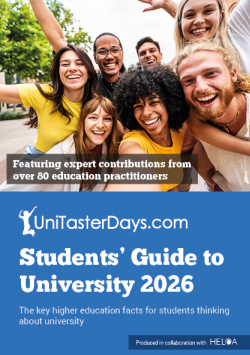 Featuring expert contributions from
over 80 education practitioners
UniTasterDays.com
Students' Guide to
University 2026
The key higher education facts for students thinking
about university
Produced in collaboration with HELOA